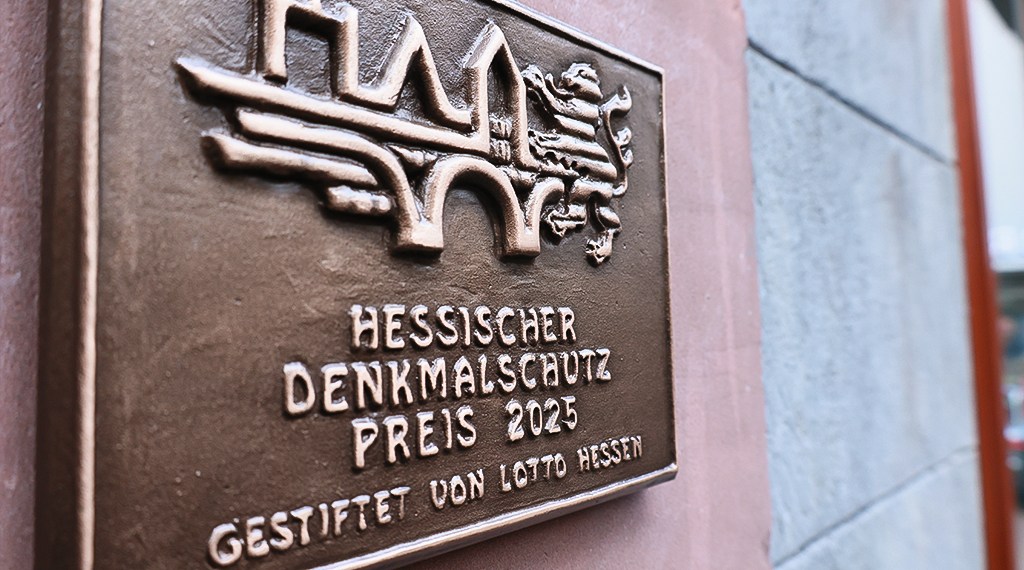 HESSISCHER
DENKMALSCHUTZ
PREIS 2025
GESTIFTET VON LOTTO HESSEN